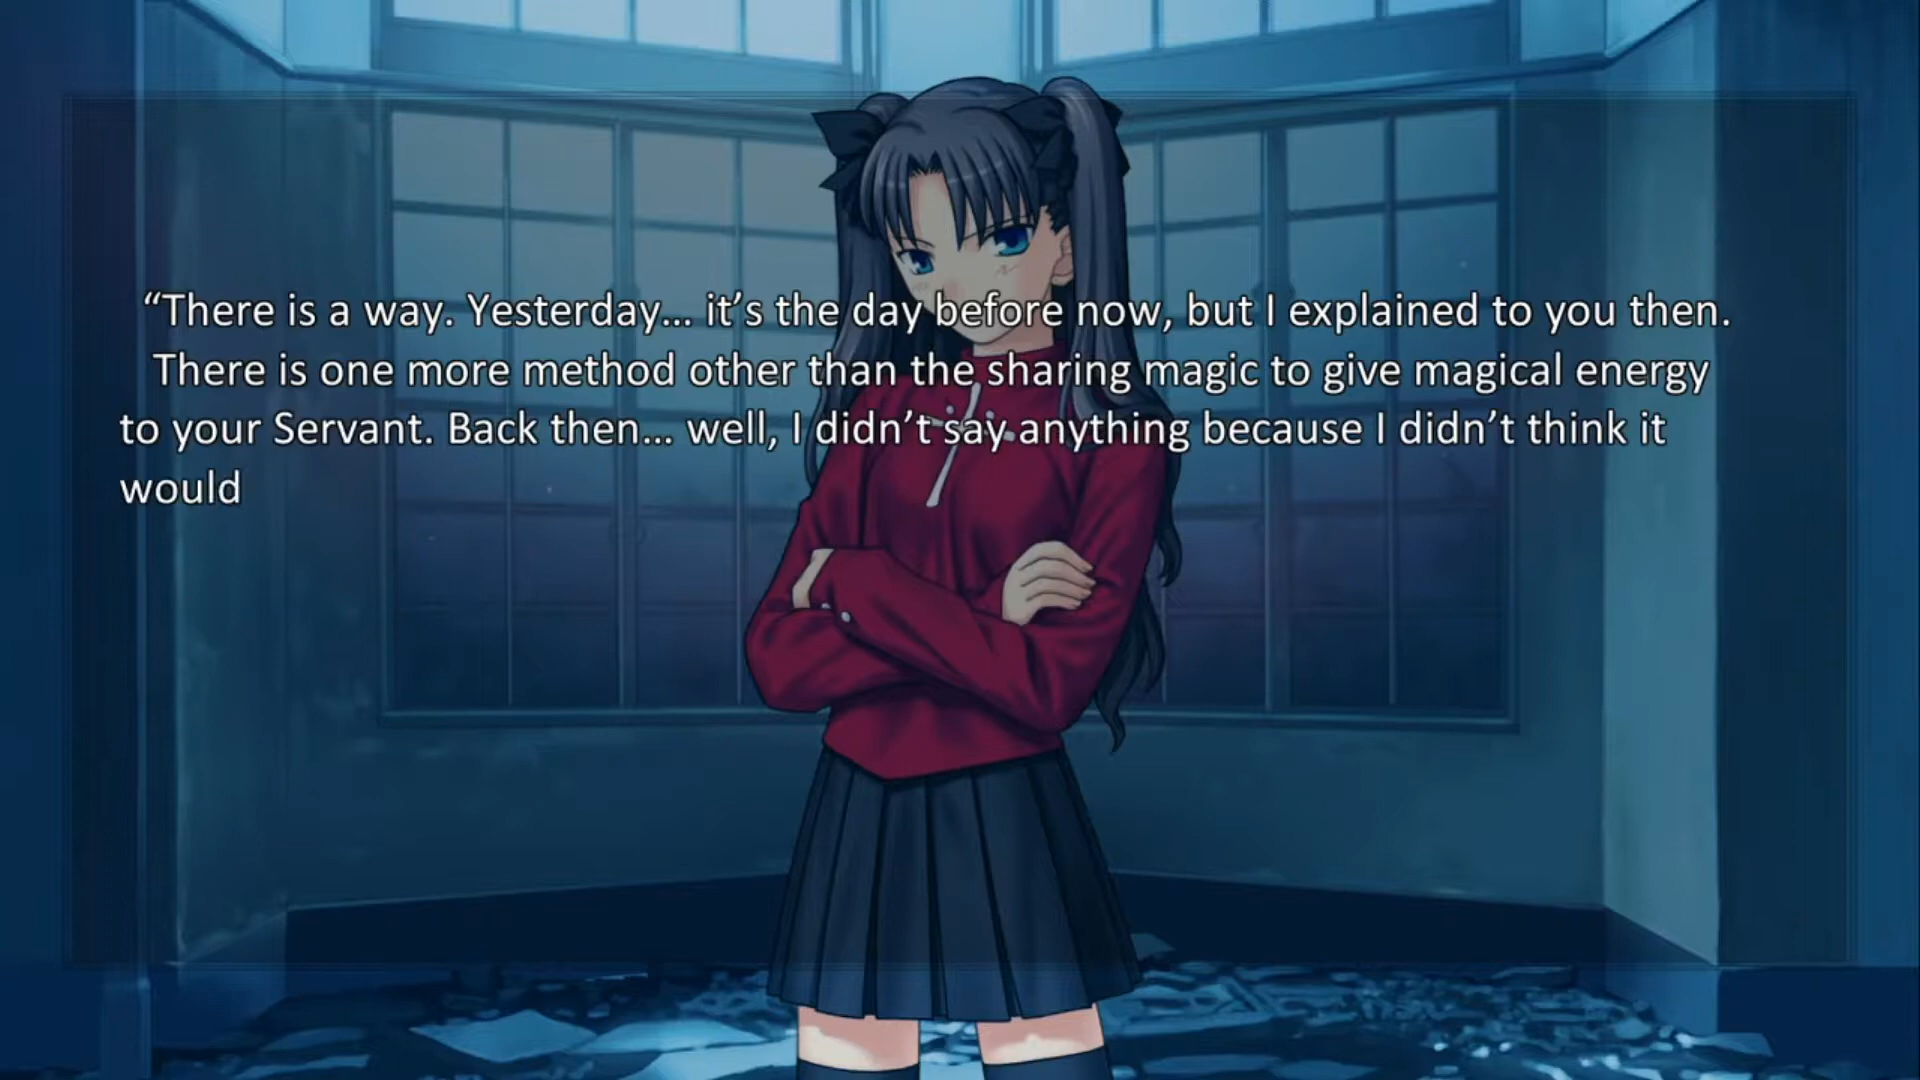 “There is a way. Yesterday... it’s the day before now, but I explained to you then.
There is one more method other than the sharing magic to give magical energy
to your Servant. Back then... well, I didn’t say anything because I didn’t think it
would